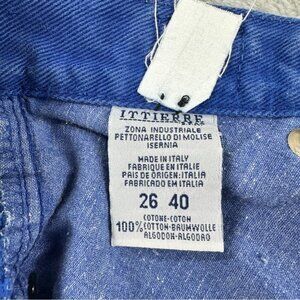 ITTIERRE
ZONA INDUSTRIALE
PETTORANELLO DI MOLISE
ISERNIA
MADE IN ITALY
FABRIQUE EN ITALIE
PAIS DE ORIGEN: ITALIA
FABRICADO EM ITALIA
26 40
COTONE-COTON
100% COTTON-BAUMWOLLE
ALGODON-ALGODAO